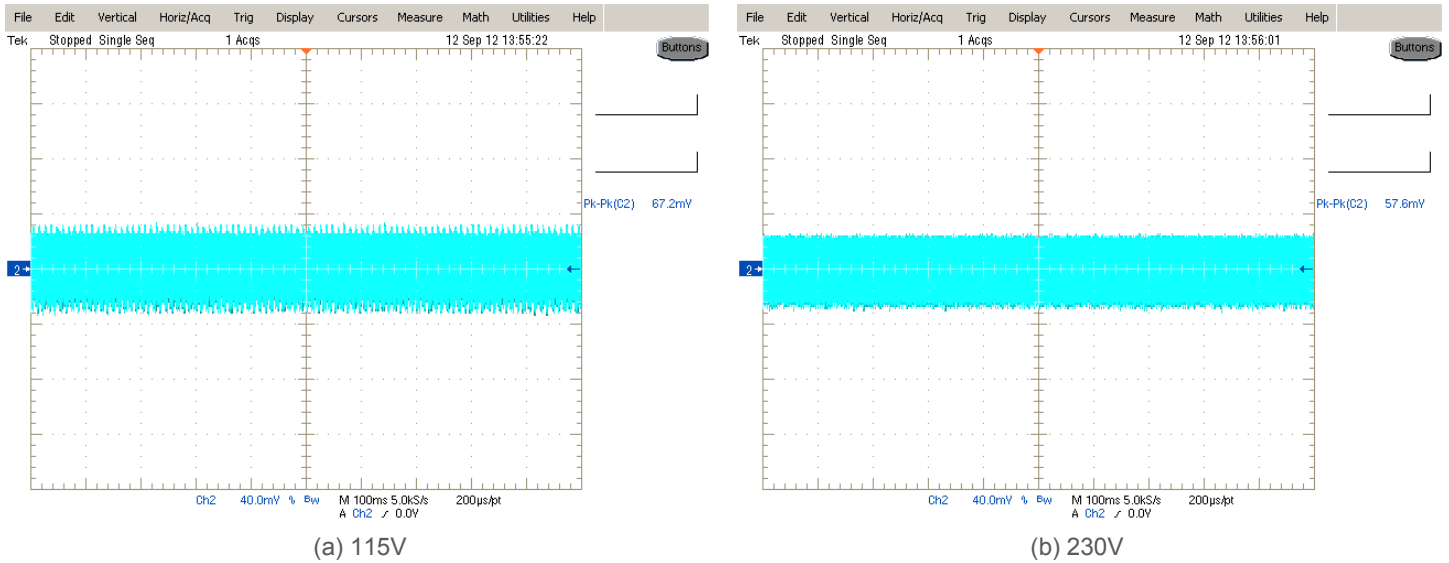 File Edit Vertical Horiz/Acq Trig Display Cursors Measure Math Utilities Help
Tek Stopped Single Seq 1 Acqs 12 Sep 12 13:55:22
Buttons
Pk-Pk(C2) 67.2mV
2
Ch2 40.0mV Bw M 100ms 5.0kS/s 200µs/pt
A Ch2 0.0V
(a) 115V
File Edit Vertical Horiz/Acq Trig Display Cursors Measure Math Utilities Help
Tek Stopped Single Seq 1 Acqs 12 Sep 12 13:56:01
Buttons
Pk-Pk(C2) 57.6mV
2
Ch2 40.0mV Bw M 100ms 5.0kS/s 200µs/pt
A Ch2 0.0V
(b) 230V